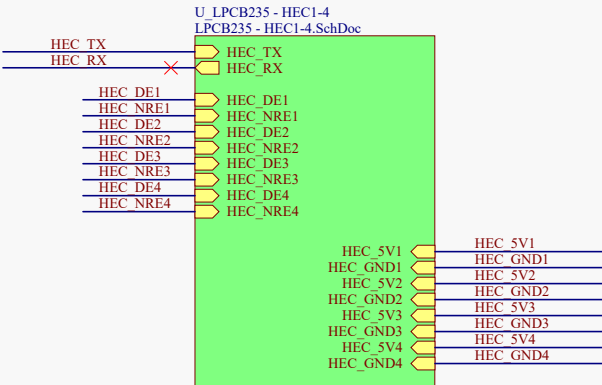 U_LPCB235 - HEC1-4
LPCB235 - HEC1-4.SchDoc
HEC_TX HEC_TX
HEC_RX HEC_RX
HEC_DE1 HEC_DE1
HEC_NRE1 HEC_NRE1
HEC_DE2 HEC_DE2
HEC_NRE2 HEC_NRE2
HEC_DE3 HEC_DE3
HEC_NRE3 HEC_NRE3
HEC_DE4 HEC_DE4
HEC_NRE4 HEC_NRE4
HEC_5V1 HEC_5V1
HEC_GND1 HEC_GND1
HEC_5V2 HEC_5V2
HEC_GND2 HEC_GND2
HEC_5V3 HEC_5V3
HEC_GND3 HEC_GND3
HEC_5V4 HEC_5V4
HEC_GND4 HEC_GND4